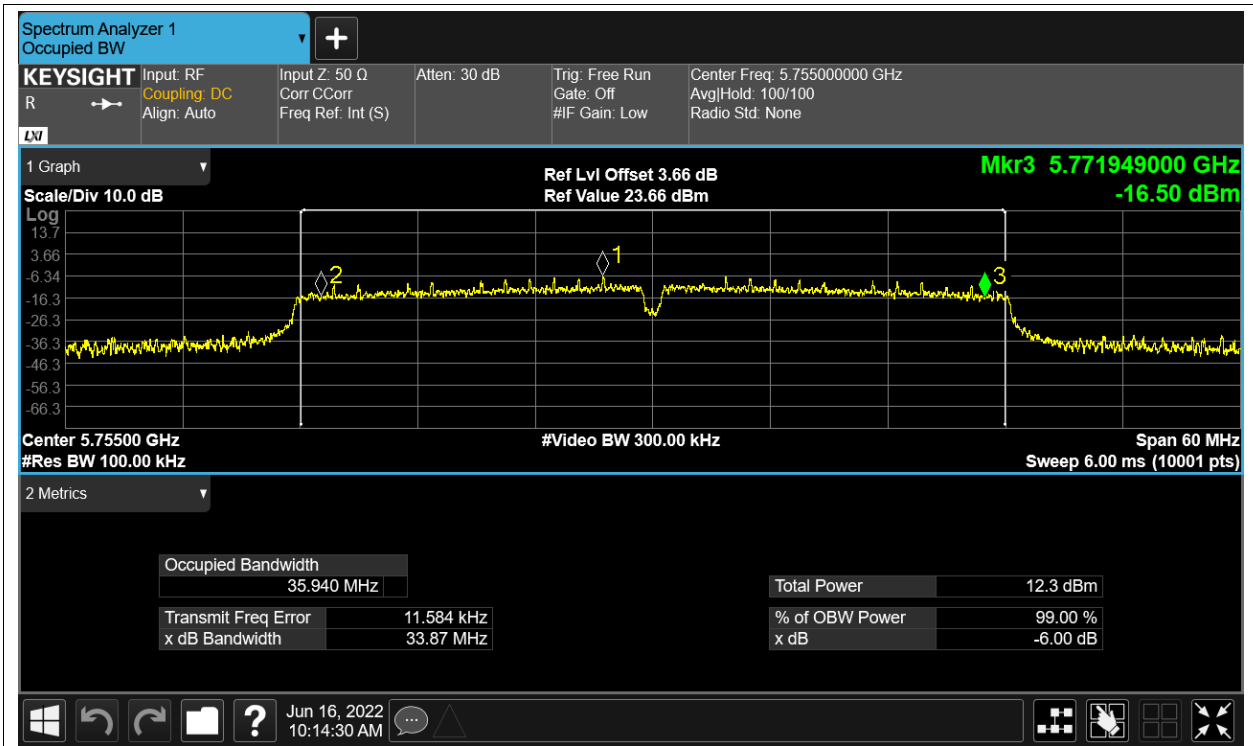 Spectrum Analyzer 1
Occupied BW
KEYSIGHT
R
LXI
Input: RF
Coupling: DC
Align: Auto
Input Z: 50 Ω
Corr CCorr
Freq Ref: Int (S)
Atten: 30 dB
Trig: Free Run
Gate: Off
#IF Gain: Low
Center Freq: 5.755000000 GHz
Avg|Hold: 100/100
Radio Std: None
1 Graph
Scale/Div 10.0 dB
Ref Lvl Offset 3.66 dB
Ref Value 23.66 dBm
Mkr3 5.771949000 GHz
-16.50 dBm
Log
13.7
3.66
-6.34
-16.3
-26.3
-36.3
-46.3
-56.3
-66.3
2
1
3
Center 5.75500 GHz
#Res BW 100.00 kHz
#Video BW 300.00 kHz
Span 60 MHz
Sweep 6.00 ms (10001 pts)
2 Metrics
Occupied Bandwidth
35.940 MHz
Transmit Freq Error 11.584 kHz
x dB Bandwidth 33.87 MHz
Total Power 12.3 dBm
% of OBW Power 99.00 %
x dB -6.00 dB
?
Jun 16, 2022
10:14:30 AM